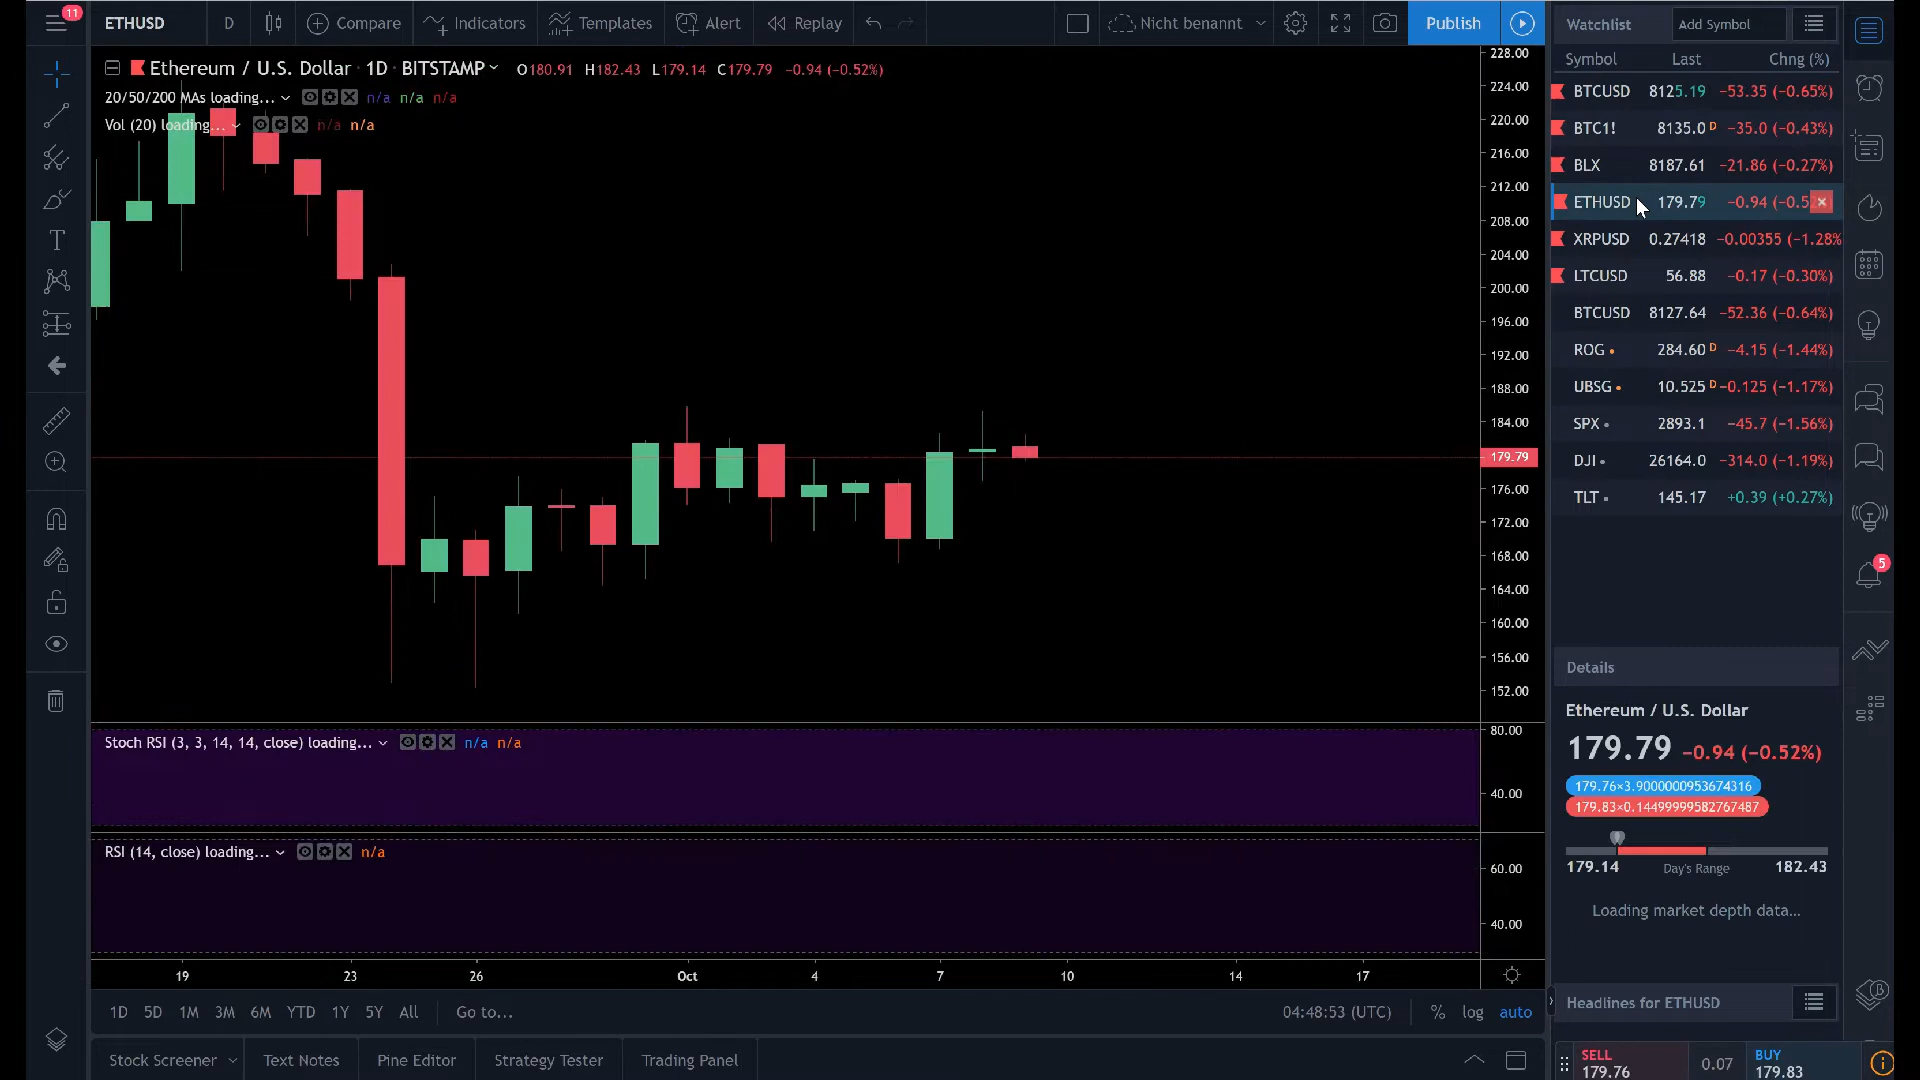 11 ETHUSD D Compare Indicators Templates Alert Replay Nicht benannt Publish
Ethereum / U.S. Dollar · 1D · BITSTAMP O180.91 H182.43 L179.14 C179.79 −0.94 (−0.52%)
20/50/200 MAs loading... n/a n/a n/a
Vol (20) loading... n/a n/a
228.00
224.00
220.00
216.00
212.00
208.00
204.00
200.00
196.00
192.00
188.00
184.00
179.79
176.00
172.00
168.00
164.00
160.00
156.00
152.00
Stoch RSI (3, 3, 14, 14, close) loading... n/a n/a
80.00
40.00
RSI (14, close) loading... n/a
60.00
40.00
19 23 26 Oct 4 7 10 14 17
1D 5D 1M 3M 6M YTD 1Y 5Y All Go to... 04:48:53 (UTC) % log auto
Stock Screener Text Notes Pine Editor Strategy Tester Trading Panel
Watchlist Add Symbol
Symbol Last Chng (%)
BTCUSD 8125.19 −53.35 (−0.65%)
BTC1! 8135.0 D −35.0 (−0.43%)
BLX 8187.61 −21.86 (−0.27%)
ETHUSD 179.79 −0.94 (−0.52
XRPUSD 0.27418 −0.00355 (−1.28%
LTCUSD 56.88 −0.17 (−0.30%)
BTCUSD 8127.64 −52.36 (−0.64%)
ROG 284.60 D −4.15 (−1.44%)
UBSG 10.525 D −0.125 (−1.17%)
SPX 2893.1 −45.7 (−1.56%)
DJI 26164.0 −314.0 (−1.19%)
TLT 145.17 +0.39 (+0.27%)
5
Details
Ethereum / U.S. Dollar
179.79 −0.94 (−0.52%)
179.76×3.9000000953674316
179.83×0.14499999582767487
179.14 Day's Range 182.43
Loading market depth data...
Headlines for ETHUSD
SELL
179.76
0.07
BUY
179.83